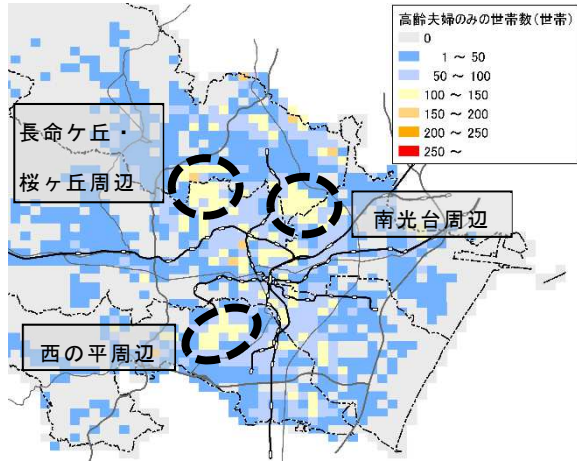 高齢夫婦のみの世帯数(世帯)
0
1 ～ 50
50 ～ 100
100 ～ 150
150 ～ 200
200 ～ 250
250 ～
長命ケ丘・
桜ヶ丘周辺
南光台周辺
西の平周辺